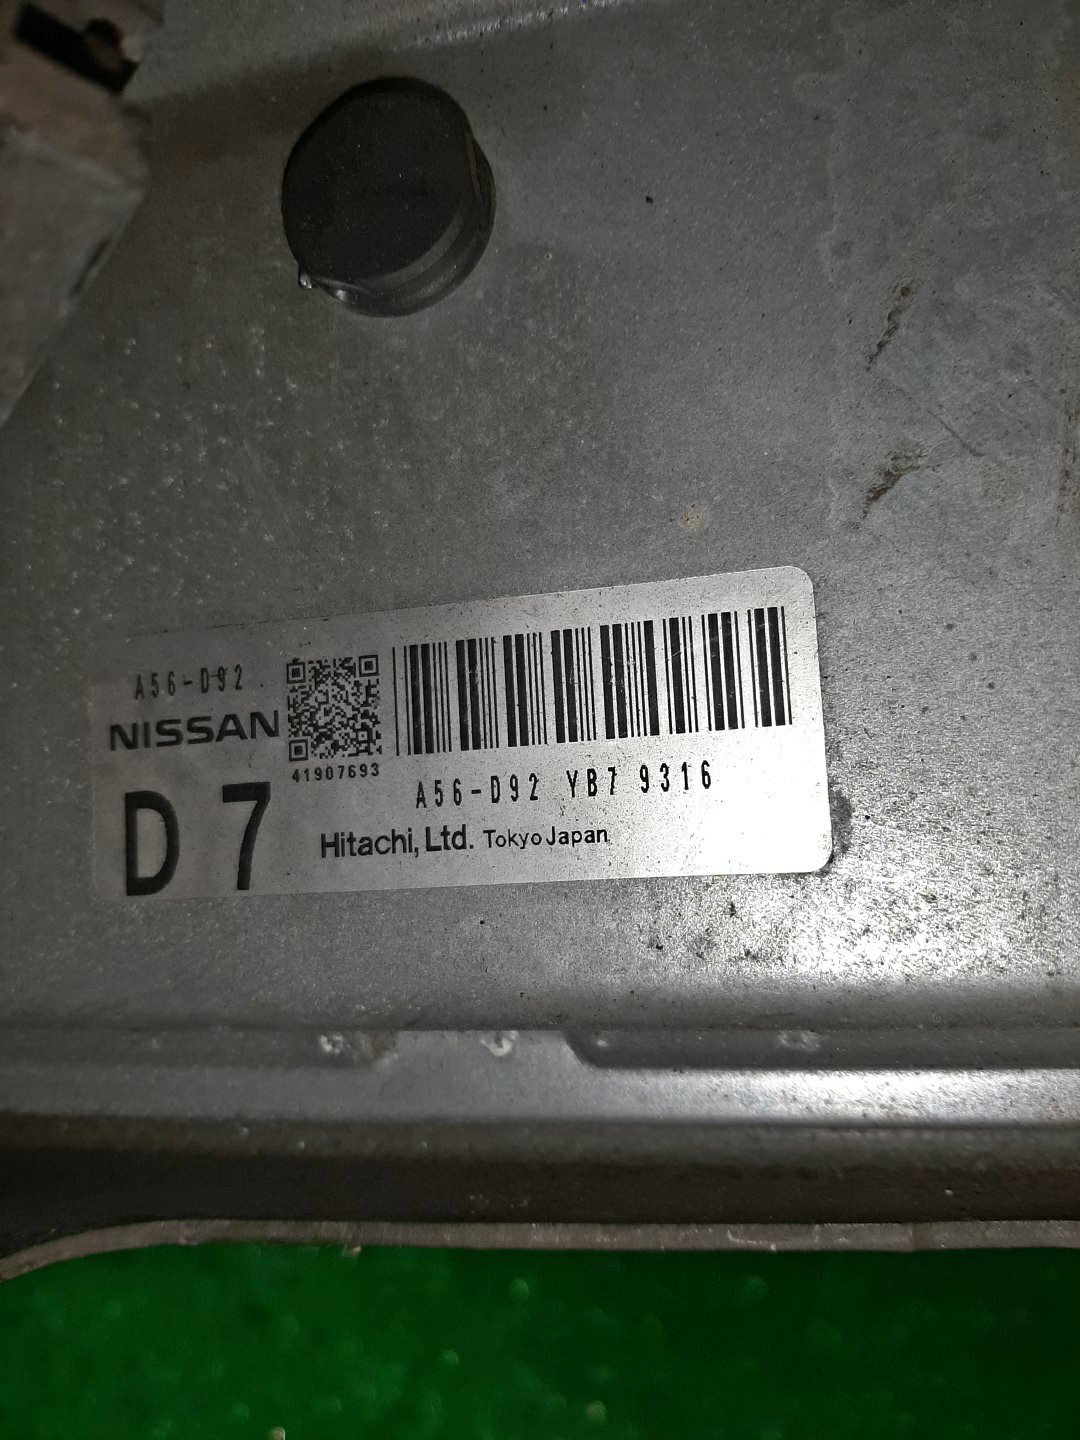 A56-D92
NISSAN
41907693
D7
A56-D92 YB7 9316
Hitachi, Ltd. Tokyo Japan